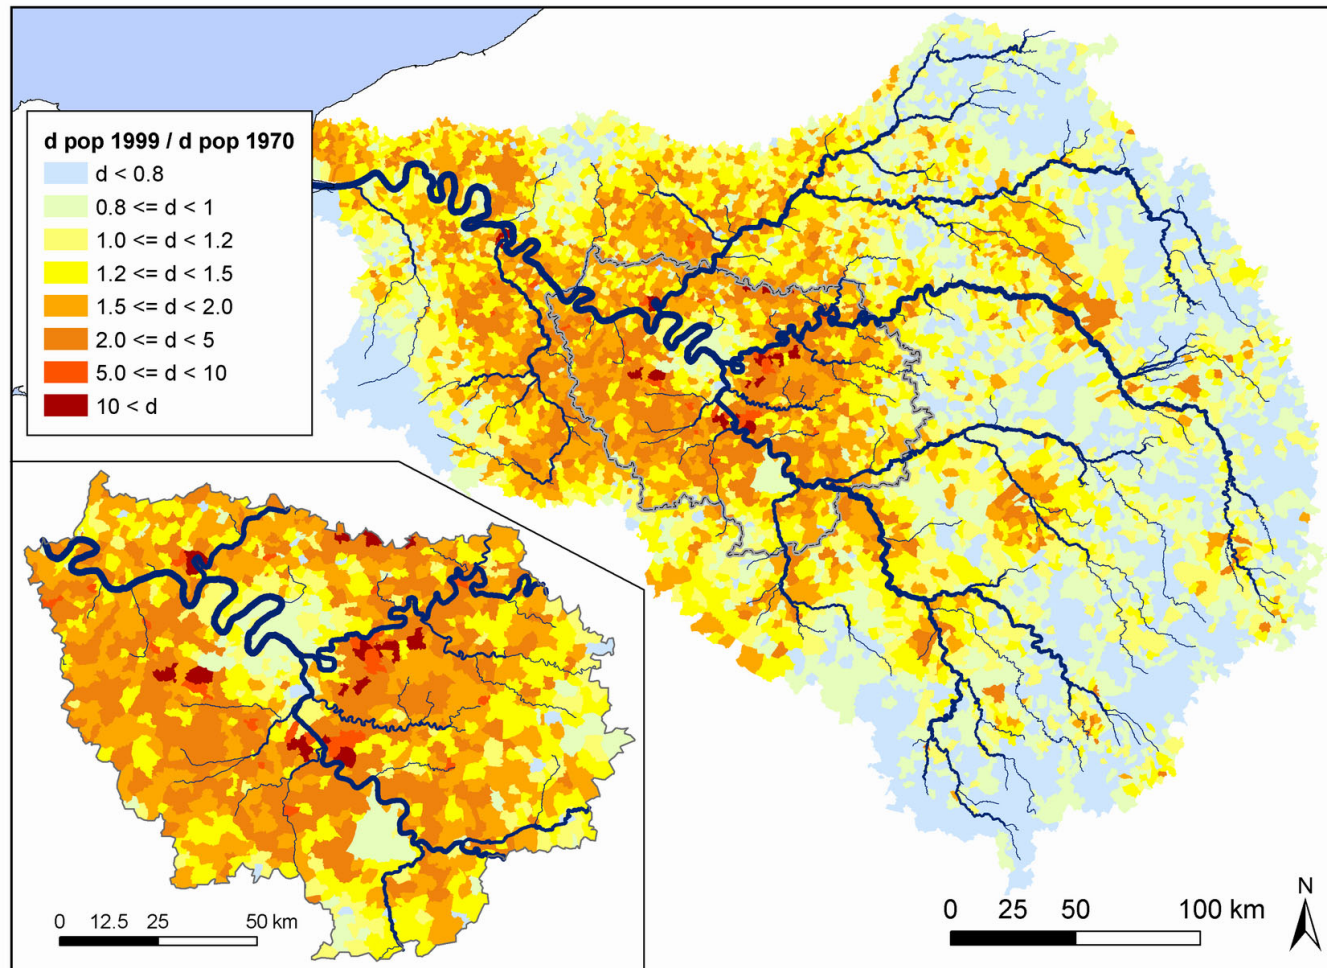 d pop 1999 / d pop 1970
d < 0.8
0.8 <= d < 1
1.0 <= d < 1.2
1.2 <= d < 1.5
1.5 <= d < 2.0
2.0 <= d < 5
5.0 <= d < 10
10 < d
0 12.5 25 50 km
0 25 50 100 km
N